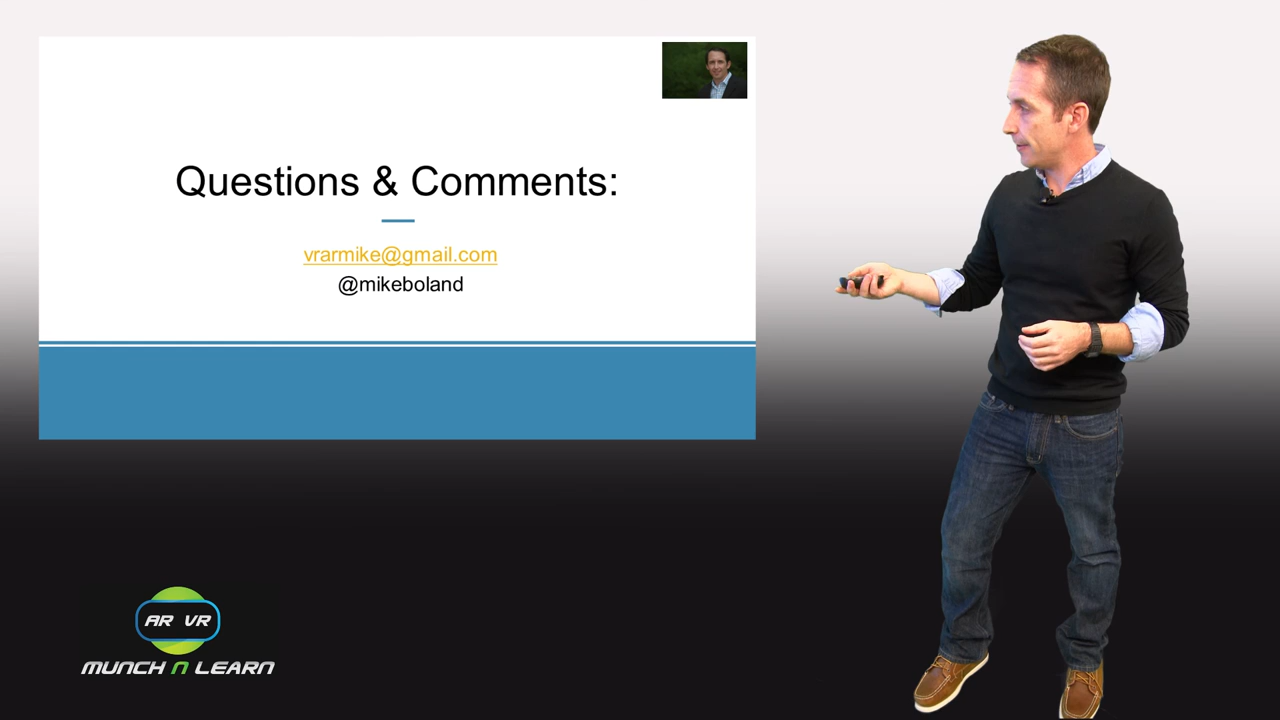 Questions & Comments:
vrarmike@gmail.com
@mikeboland
AR VR
MUNCH N LEARN